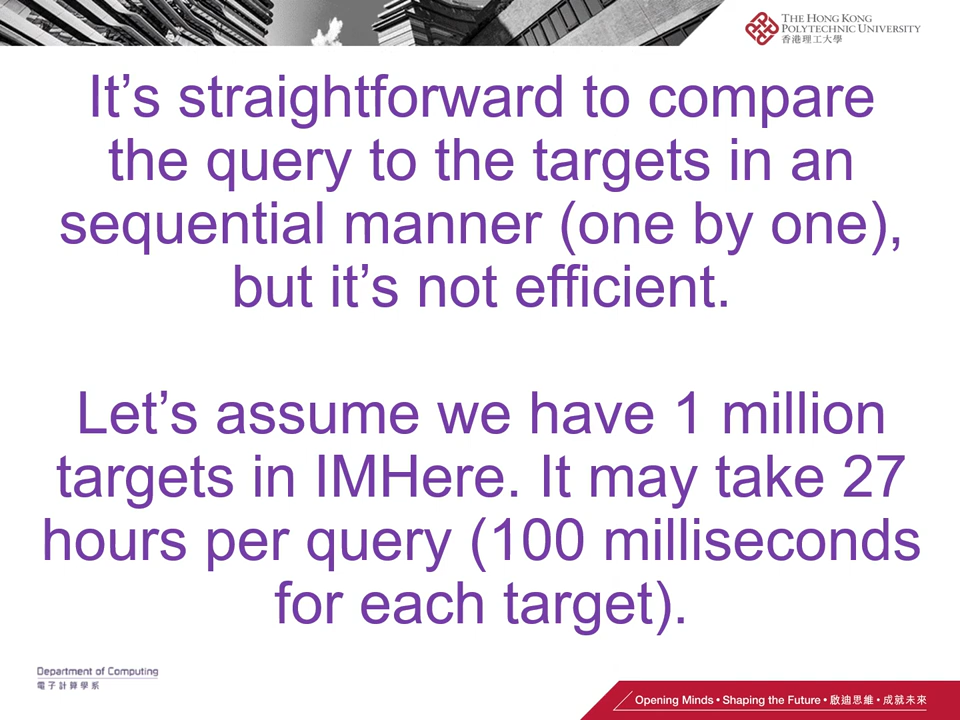 THE HONG KONG
POLYTECHNIC UNIVERSITY
香港理工大學
It’s straightforward to compare
the query to the targets in an
sequential manner (one by one),
but it’s not efficient.
Let’s assume we have 1 million
targets in IMHere. It may take 27
hours per query (100 milliseconds
for each target).
Department of Computing
電子計算學系
Opening Minds • Shaping the Future • 啟迪思維 • 成就未來